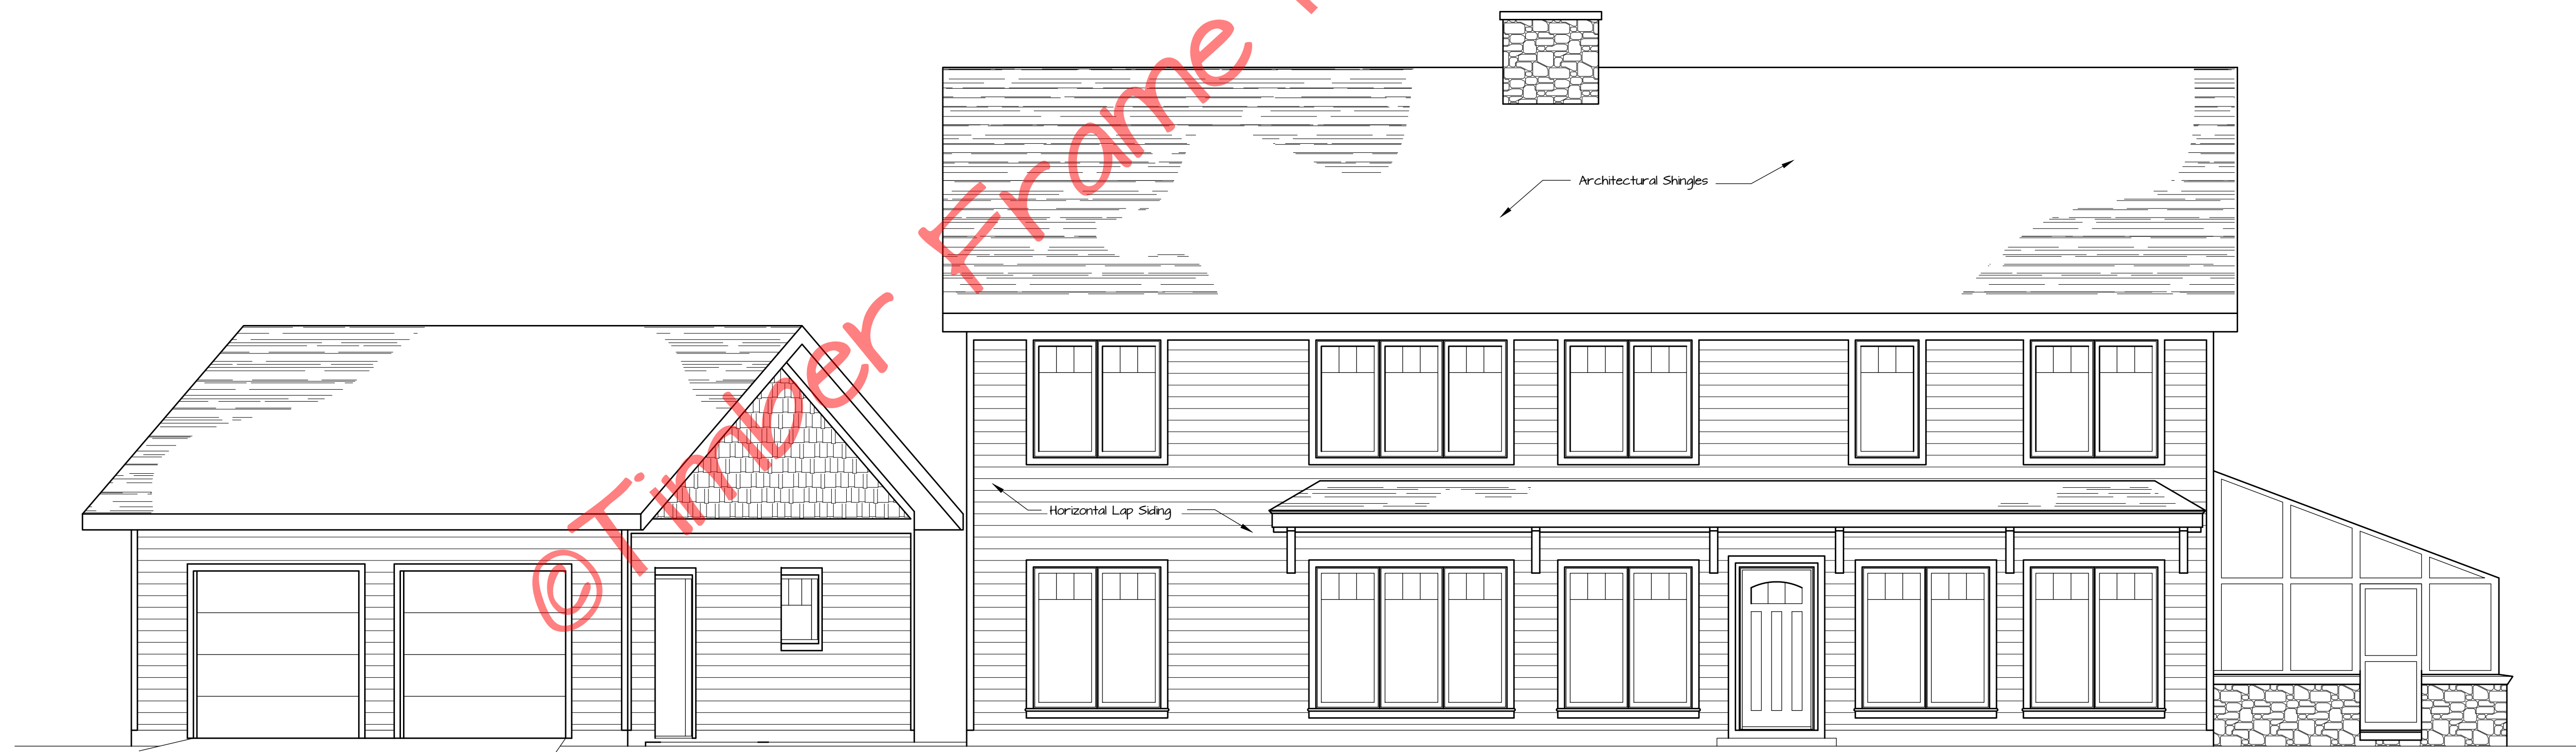 Architectural Shingles
Horizontal Lap Siding
©Timber Frame